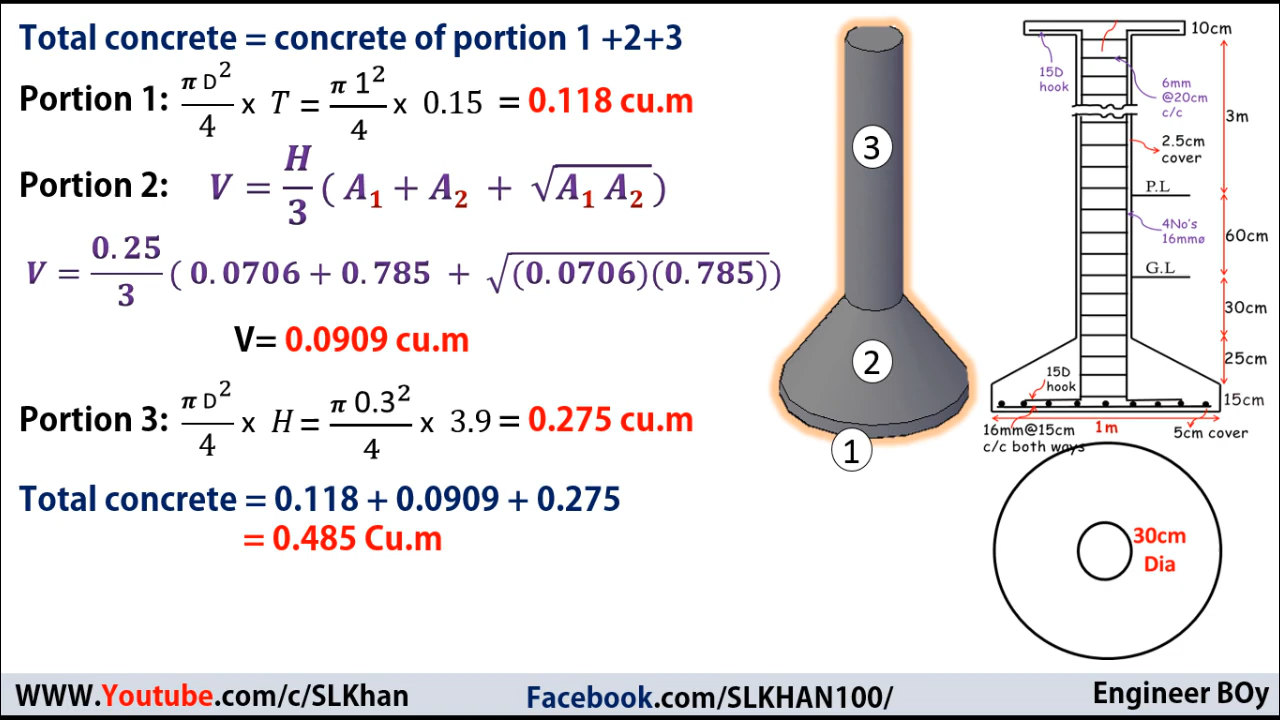 Total concrete = concrete of portion 1 +2+3
Portion 1: π D²/4 x T = π 1²/4 x 0.15 = 0.118 cu.m
Portion 2: V = H/3 ( A₁ + A₂ + √A₁ A₂ )
V = 0.25/3 ( 0.0706 + 0.785 + √(0.0706)(0.785) )
V= 0.0909 cu.m
Portion 3: π D²/4 x H = π 0.3²/4 x 3.9 = 0.275 cu.m
Total concrete = 0.118 + 0.0909 + 0.275
= 0.485 Cu.m
3
2
1
10cm
15D
hook
6mm
@20cm
c/c
3m
2.5cm
cover
P.L
4No's
16mmø
60cm
G.L
30cm
25cm
15D
hook
15cm
16mm@15cm
c/c both ways
1m
5cm cover
30cm
Dia
WWW.Youtube.com/c/SLKhan
Facebook.com/SLKHAN100/
Engineer BOy